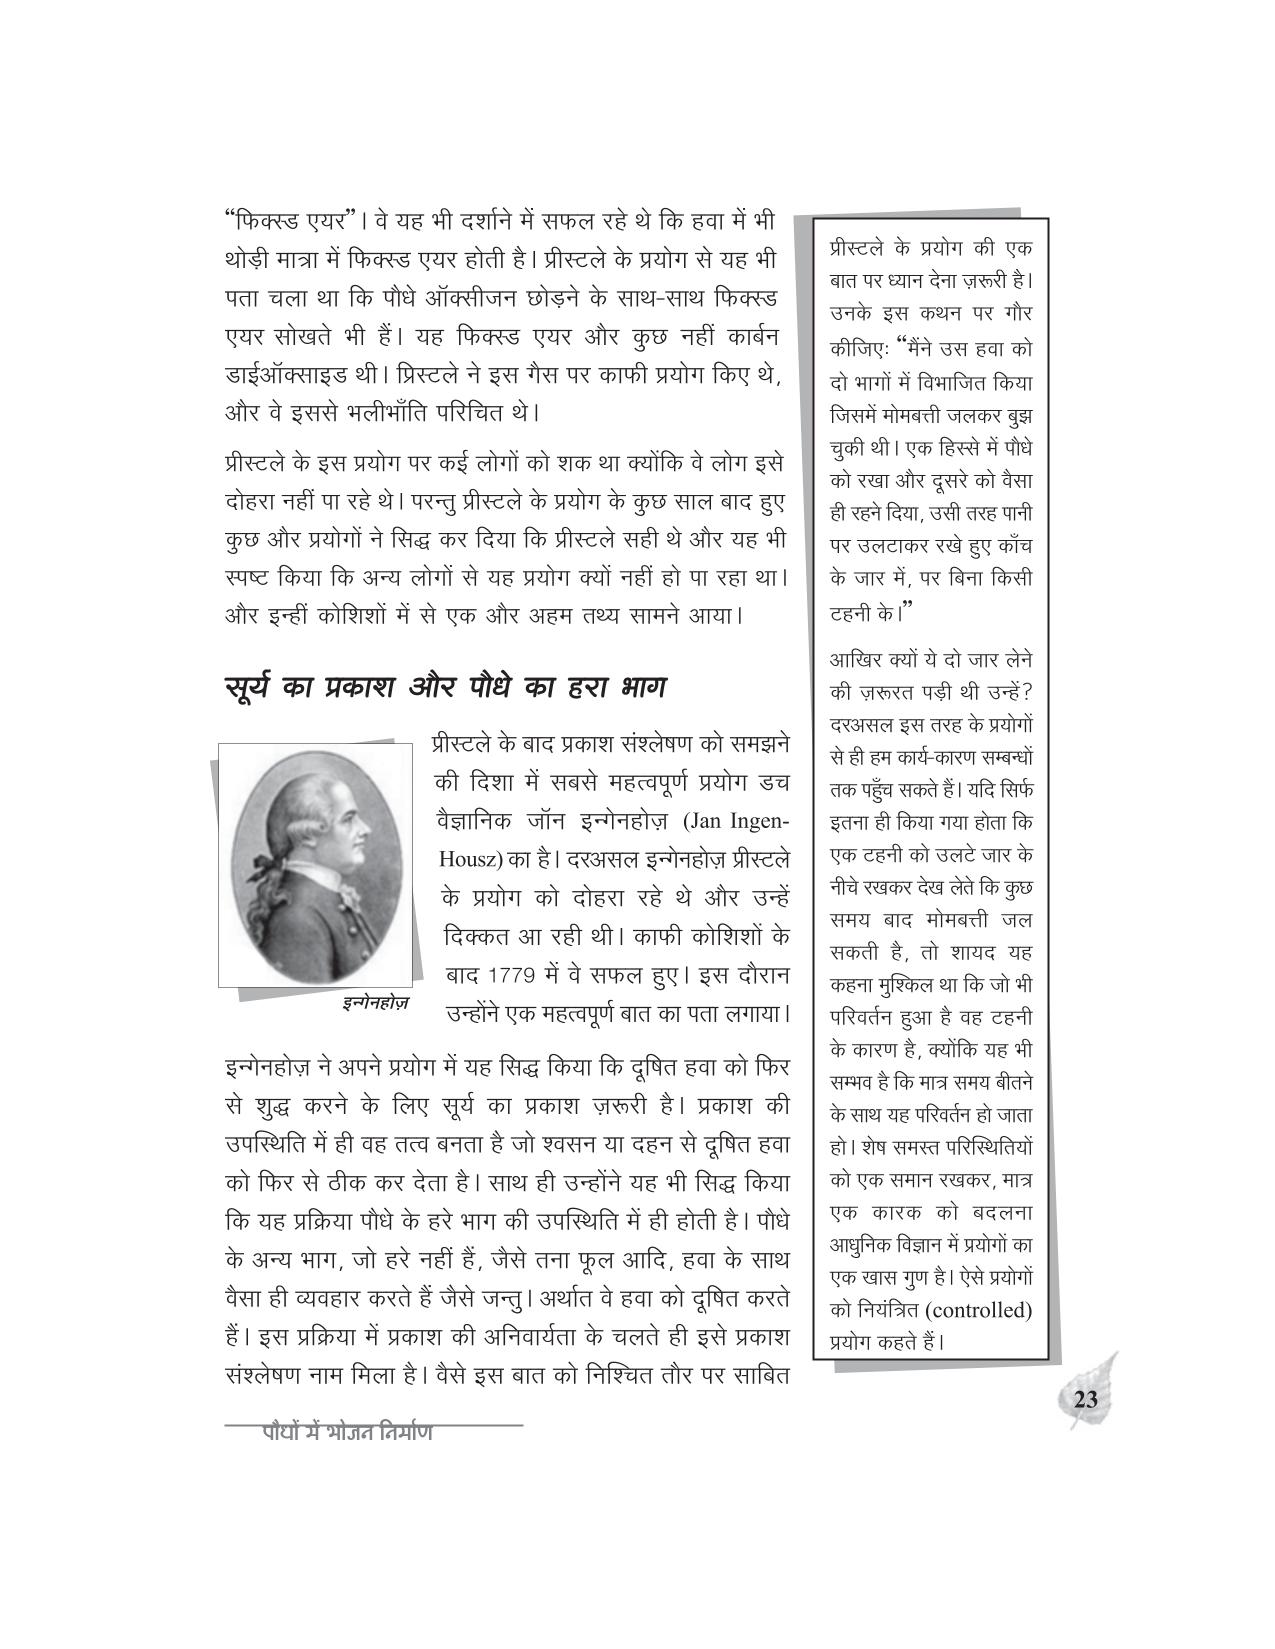 “फिक्स्ड एयर”। वे यह भी दर्शाने में सफल रहे थे कि हवा में भी
थोड़ी मात्रा में फिक्स्ड एयर होती है। प्रीस्टले के प्रयोग से यह भी
पता चला था कि पौधे ऑक्सीजन छोड़ने के साथ-साथ फिक्स्ड
एयर सोखते भी हैं। यह फिक्स्ड एयर और कुछ नहीं कार्बन
डाईऑक्साइड थी। प्रिस्टले ने इस गैस पर काफी प्रयोग किए थे,
और वे इससे भलीभाँति परिचित थे।
प्रीस्टले के इस प्रयोग पर कई लोगों को शक था क्योंकि वे लोग इसे
दोहरा नहीं पा रहे थे। परन्तु प्रीस्टले के प्रयोग के कुछ साल बाद हुए
कुछ और प्रयोगों ने सिद्ध कर दिया कि प्रीस्टले सही थे और यह भी
स्पष्ट किया कि अन्य लोगों से यह प्रयोग क्यों नहीं हो पा रहा था।
और इन्हीं कोशिशों में से एक और अहम तथ्य सामने आया।
सूर्य का प्रकाश और पौधे का हरा भाग
प्रीस्टले के बाद प्रकाश संश्लेषण को समझने
की दिशा में सबसे महत्वपूर्ण प्रयोग डच
वैज्ञानिक जॉन इन्गेनहोज़ (Jan Ingen-
Housz) का है। दरअसल इन्गेनहोज़ प्रीस्टले
के प्रयोग को दोहरा रहे थे और उन्हें
दिक्कत आ रही थी। काफी कोशिशों के
बाद 1779 में वे सफल हुए। इस दौरान
उन्होंने एक महत्वपूर्ण बात का पता लगाया।
इन्गेनहोज़
इन्गेनहोज़ ने अपने प्रयोग में यह सिद्ध किया कि दूषित हवा को फिर
से शुद्ध करने के लिए सूर्य का प्रकाश ज़रूरी है। प्रकाश की
उपस्थिति में ही वह तत्व बनता है जो श्वसन या दहन से दूषित हवा
को फिर से ठीक कर देता है। साथ ही उन्होंने यह भी सिद्ध किया
कि यह प्रक्रिया पौधे के हरे भाग की उपस्थिति में ही होती है। पौधे
के अन्य भाग, जो हरे नहीं हैं, जैसे तना फूल आदि, हवा के साथ
वैसा ही व्यवहार करते हैं जैसे जन्तु। अर्थात वे हवा को दूषित करते
हैं। इस प्रक्रिया में प्रकाश की अनिवार्यता के चलते ही इसे प्रकाश
संश्लेषण नाम मिला है। वैसे इस बात को निश्चित तौर पर साबित
प्रीस्टले के प्रयोग की एक
बात पर ध्यान देना ज़रूरी है।
उनके इस कथन पर गौर
कीजिएः “मैंने उस हवा को
दो भागों में विभाजित किया
जिसमें मोमबत्ती जलकर बुझ
चुकी थी। एक हिस्से में पौधे
को रखा और दूसरे को वैसा
ही रहने दिया, उसी तरह पानी
पर उलटाकर रखे हुए काँच
के जार में, पर बिना किसी
टहनी के।”
आखिर क्यों ये दो जार लेने
की ज़रूरत पड़ी थी उन्हें?
दरअसल इस तरह के प्रयोगों
से ही हम कार्य-कारण सम्बन्धों
तक पहुँच सकते हैं। यदि सिर्फ
इतना ही किया गया होता कि
एक टहनी को उलटे जार के
नीचे रखकर देख लेते कि कुछ
समय बाद मोमबत्ती जल
सकती है, तो शायद यह
कहना मुश्किल था कि जो भी
परिवर्तन हुआ है वह टहनी
के कारण है, क्योंकि यह भी
सम्भव है कि मात्र समय बीतने
के साथ यह परिवर्तन हो जाता
हो। शेष समस्त परिस्थितियों
को एक समान रखकर, मात्र
एक कारक को बदलना
आधुनिक विज्ञान में प्रयोगों का
एक खास गुण है। ऐसे प्रयोगों
को नियंत्रित (controlled)
प्रयोग कहते हैं।
23
पौधों में भोजन निर्माण